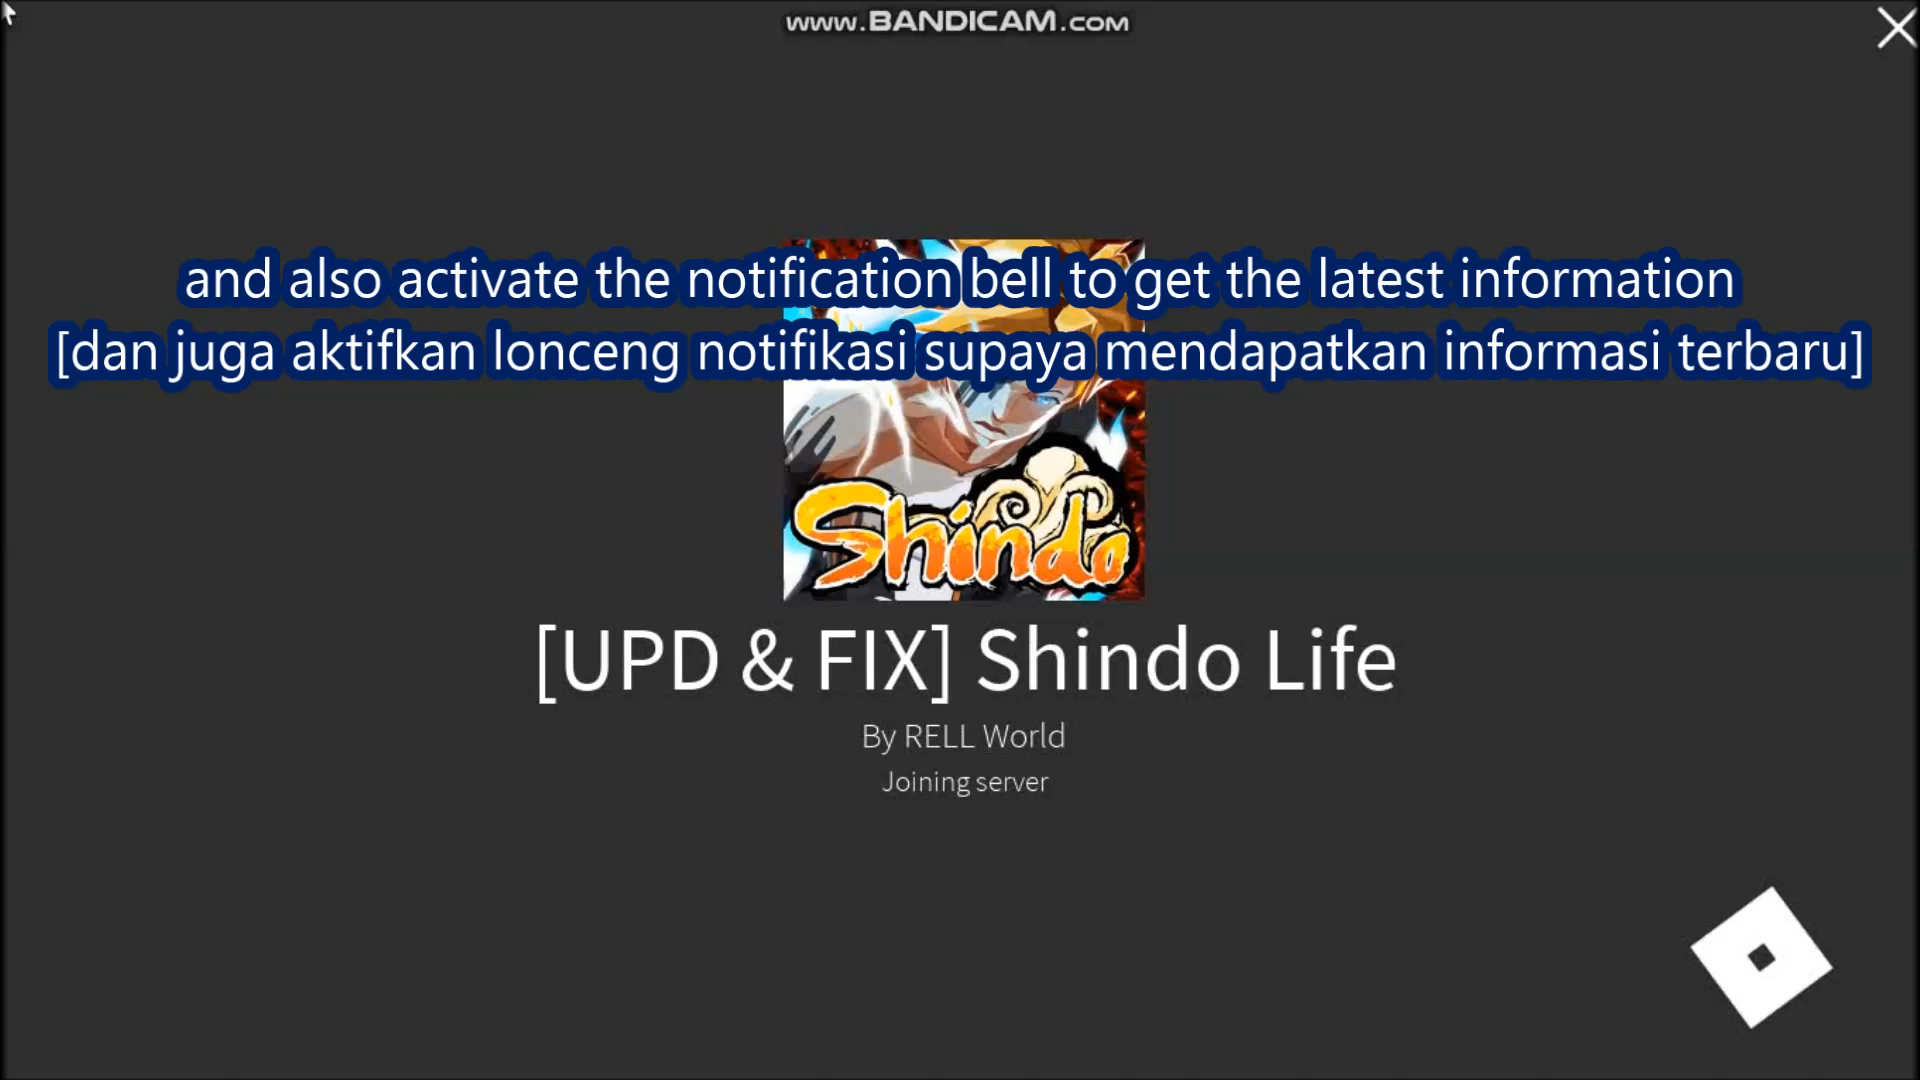 www.BANDICAM.com
and also activate the notification bell to get the latest information
[dan juga aktifkan lonceng notifikasi supaya mendapatkan informasi terbaru]
Shindo
[UPD & FIX] Shindo Life
By RELL World
Joining server